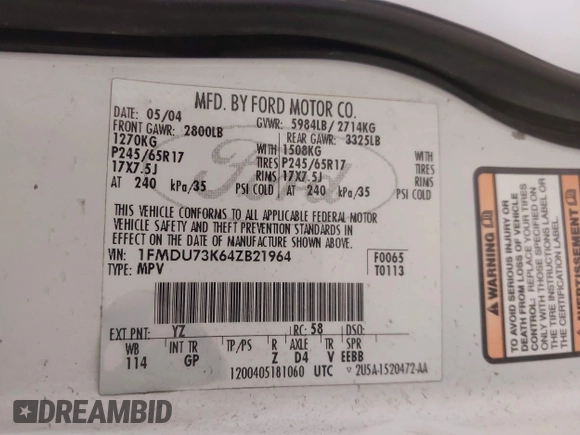 MFD. BY FORD MOTOR CO.
DATE: 05/04 GVWR: 5984LB/ 2714KG
FRONT GAWR: 2800LB REAR GAWR: 3325LB
1270KG WITH 1508KG WITH
P245/65R17 TIRES P245/65R17 TIRES
17X7.5J RIMS 17X7.5J RIMS
AT 240 kPa/35 PSI COLD AT 240 kPa/35 PSI COLD
Ford
THIS VEHICLE CONFORMS TO ALL APPLICABLE FEDERAL MOTOR
VEHICLE SAFETY AND THEFT PREVENTION STANDARDS IN
EFFECT ON THE DATE OF MANUFACTURE SHOWN ABOVE.
VIN: 1FMDU73K64ZB21964 F0065
TYPE: MPV T0113
EXT PNT: YZ RC: 58 DSO:
WB INT TR TP/PS R AXLE TR SPR
114 GP Z D4 V EEBB
1200405181060 UTC 2U5A-1520472-AA
AVERTISSEMENT
TO AVOID SERIOUS INJURY OR
DEATH FROM LOSS OF VEHICLE
CONTROL: REPLACE YOUR TIRES
ONLY WITH THOSE SPECIFIED ON
THE TIRE INSTRUCTIONS LABEL OR
THE CERTIFICATION LABEL
DREAMBID